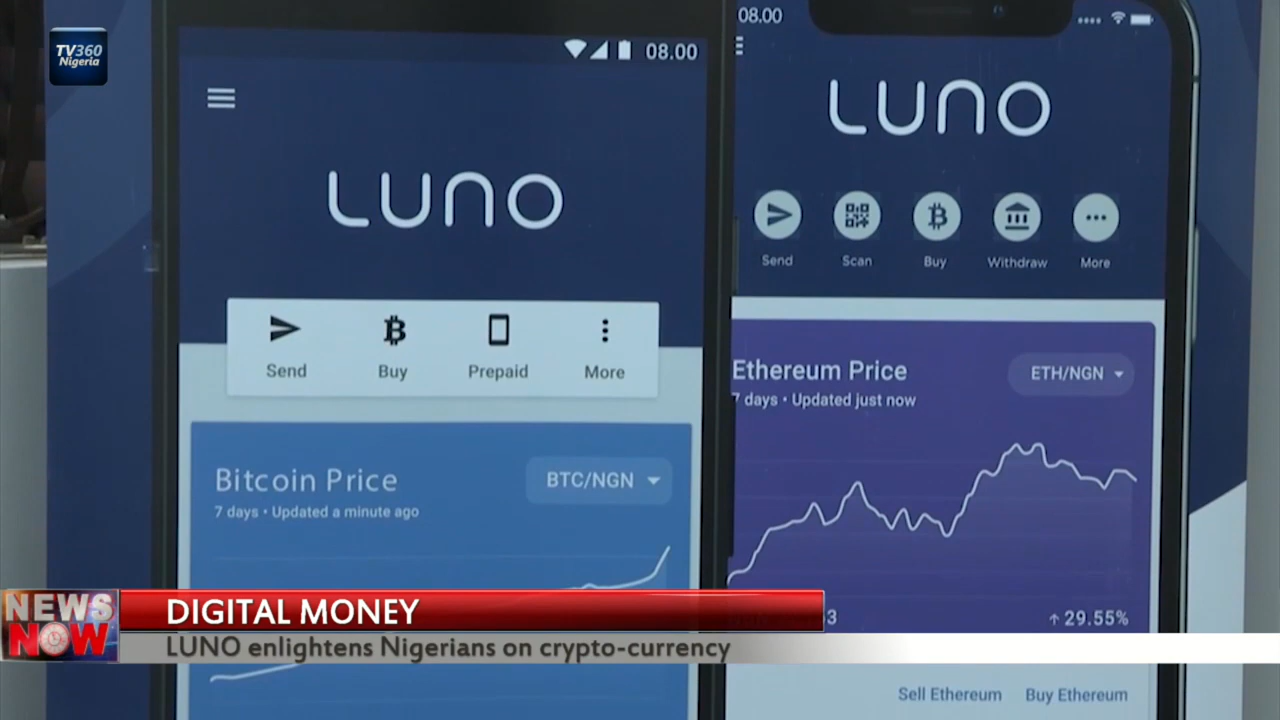 TV360
Nigeria
08.00
LUNO
Send
Buy
Prepaid
More
Bitcoin Price
BTC/NGN
7 days • Updated a minute ago
08.00
LUNO
Send
Scan
Buy
Withdraw
More
Ethereum Price
ETH/NGN
7 days • Updated just now
3
29.55%
Sell Ethereum
Buy Ethereum
NEWS
NOW
DIGITAL MONEY
LUNO enlightens Nigerians on crypto-currency